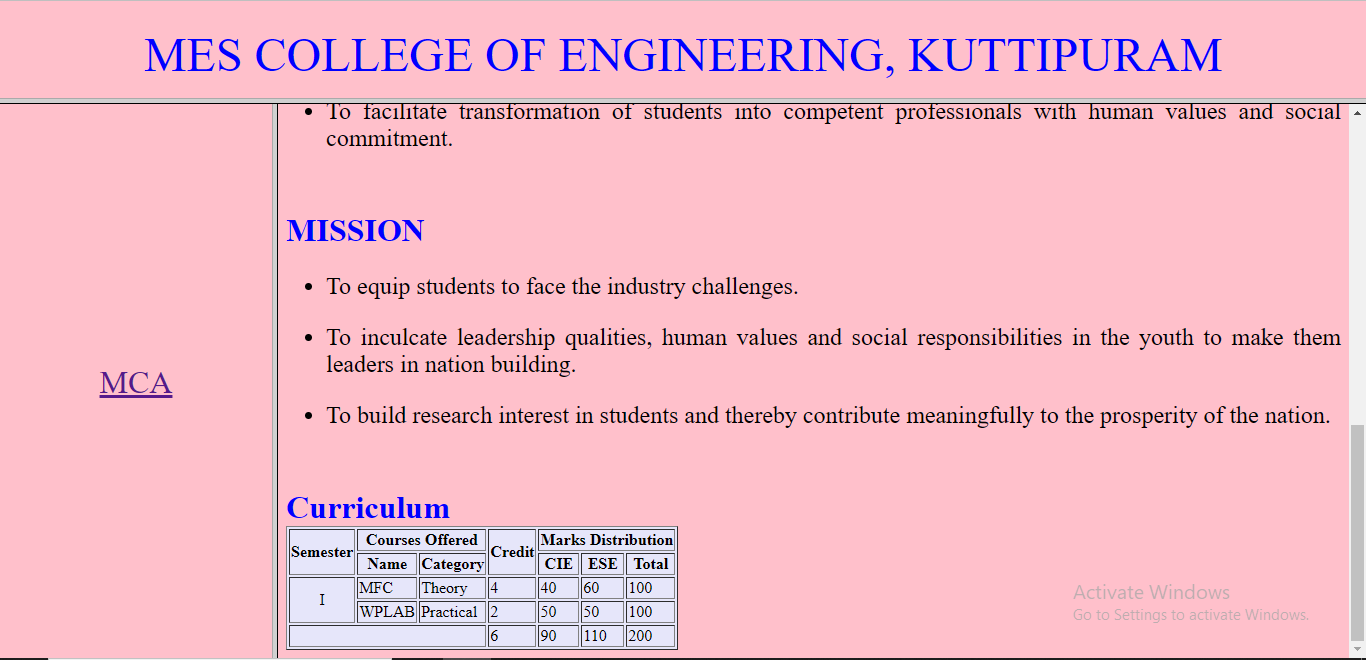 MES COLLEGE OF ENGINEERING, KUTTIPURAM
• To facilitate transformation of students into competent professionals with human values and social
commitment.
MISSION
• To equip students to face the industry challenges.
• To inculcate leadership qualities, human values and social responsibilities in the youth to make them
leaders in nation building.
MCA
• To build research interest in students and thereby contribute meaningfully to the prosperity of the nation.
Curriculum
Semester Courses Offered Credit Marks Distribution
Name Category CIE ESE Total
I MFC Theory 4 40 60 100
WPLAB Practical 2 50 50 100
6 90 110 200
Activate Windows
Go to Settings to activate Windows.